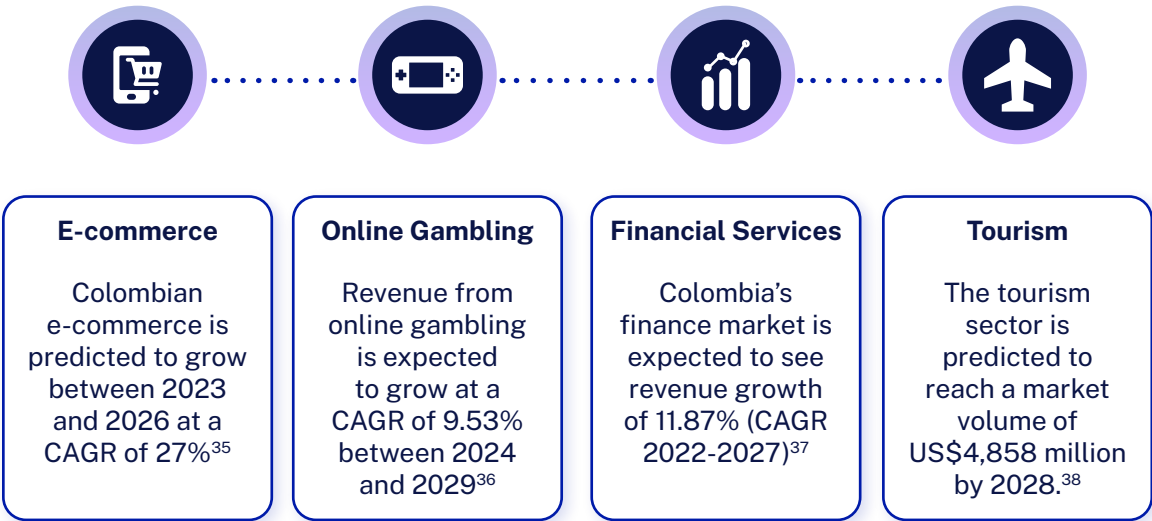 E-commerce
Colombian
e-commerce is
predicted to grow
between 2023
and 2026 at a
CAGR of 27%³⁵
Online Gambling
Revenue from
online gambling
is expected
to grow at a
CAGR of 9.53%
between 2024
and 2029³⁶
Financial Services
Colombia’s
finance market is
expected to see
revenue growth
of 11.87% (CAGR
2022-2027)³⁷
Tourism
The tourism
sector is
predicted to
reach a market
volume of
US$4,858 million
by 2028.³⁸